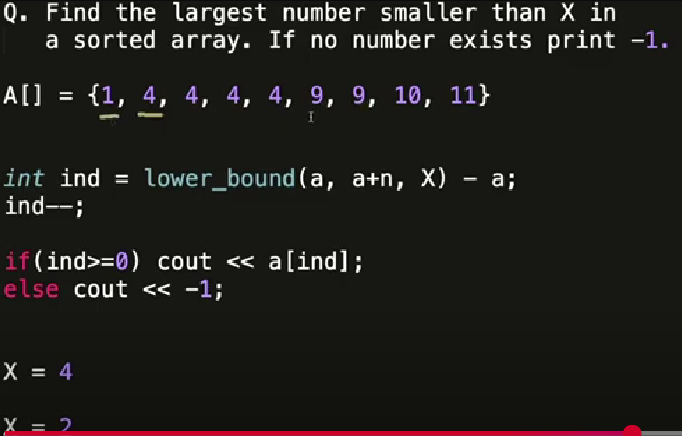 Q. Find the largest number smaller than X in
a sorted array. If no number exists print -1.
A[] = {1, 4, 4, 4, 4, 9, 9, 10, 11}
int ind = lower_bound(a, a+n, X) - a;
ind--;
if(ind>=0) cout << a[ind];
else cout << -1;
X = 4
X = 2